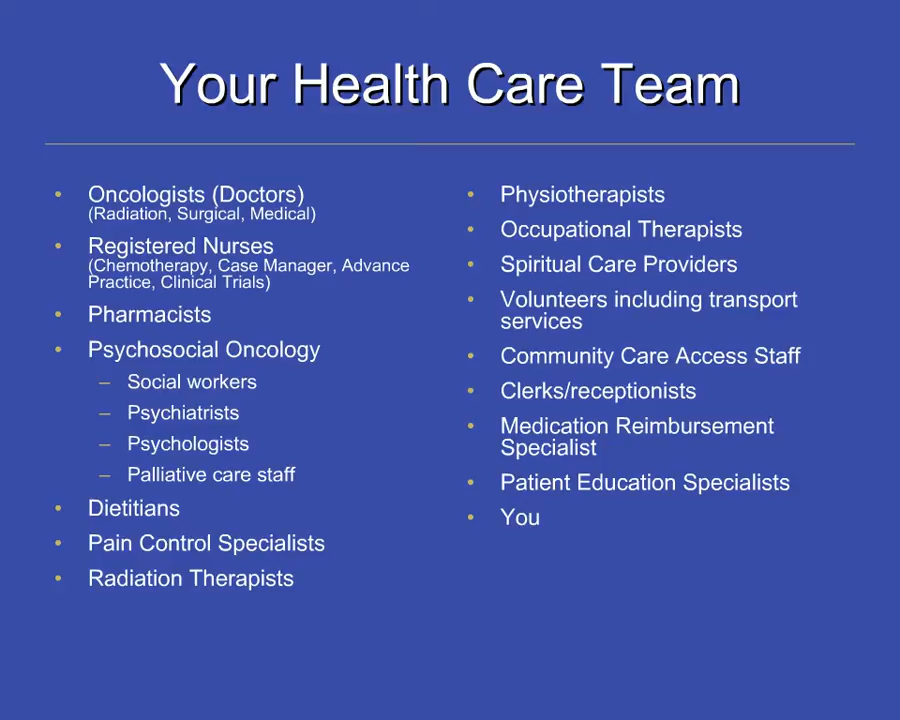 Your Health Care Team
• Oncologists (Doctors)
(Radiation, Surgical, Medical)
• Registered Nurses
(Chemotherapy, Case Manager, Advance
Practice, Clinical Trials)
• Pharmacists
• Psychosocial Oncology
– Social workers
– Psychiatrists
– Psychologists
– Palliative care staff
• Dietitians
• Pain Control Specialists
• Radiation Therapists
• Physiotherapists
• Occupational Therapists
• Spiritual Care Providers
• Volunteers including transport
services
• Community Care Access Staff
• Clerks/receptionists
• Medication Reimbursement
Specialist
• Patient Education Specialists
• You